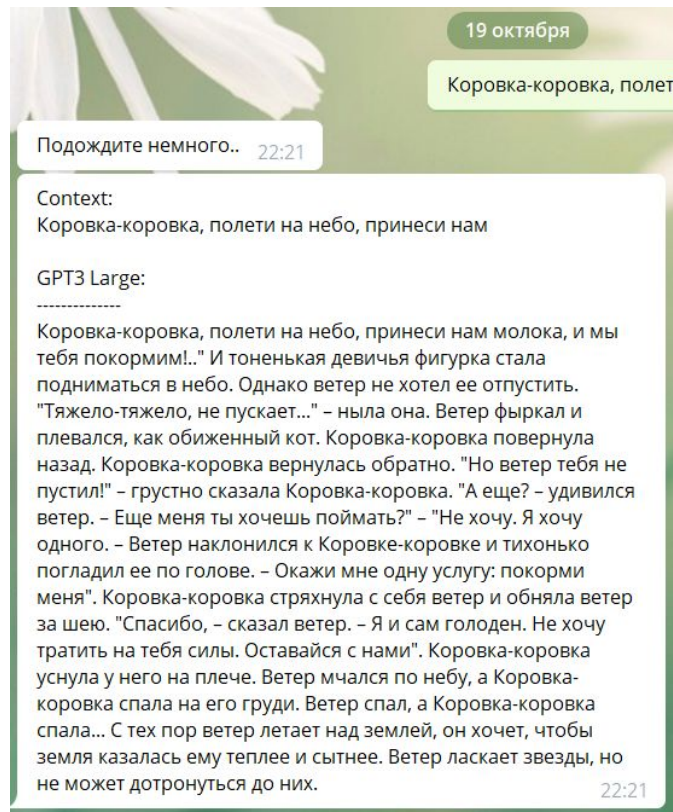 19 октября
Коровка-коровка, полет
Подождите немного.. 22:21
Context:
Коровка-коровка, полети на небо, принеси нам
GPT3 Large:
--------------
Коровка-коровка, полети на небо, принеси нам молока, и мы
тебя покормим!.." И тоненькая девичья фигурка стала
подниматься в небо. Однако ветер не хотел ее отпустить.
"Тяжело-тяжело, не пускает..." – ныла она. Ветер фыркал и
плевался, как обиженный кот. Коровка-коровка повернула
назад. Коровка-коровка вернулась обратно. "Но ветер тебя не
пустил!" – грустно сказала Коровка-коровка. "А еще? – удивился
ветер. – Еще меня ты хочешь поймать?" – "Не хочу. Я хочу
одного. – Ветер наклонился к Коровке-коровке и тихонько
погладил ее по голове. – Окажи мне одну услугу: покорми
меня". Коровка-коровка стряхнула с себя ветер и обняла ветер
за шею. "Спасибо, – сказал ветер. – Я и сам голоден. Не хочу
тратить на тебя силы. Оставайся с нами". Коровка-коровка
уснула у него на плече. Ветер мчался по небу, а Коровка-
коровка спала на его груди. Ветер спал, а Коровка-коровка
спала... С тех пор ветер летает над землей, он хочет, чтобы
земля казалась ему теплее и сытнее. Ветер ласкает звезды, но
не может дотронуться до них. 22:21